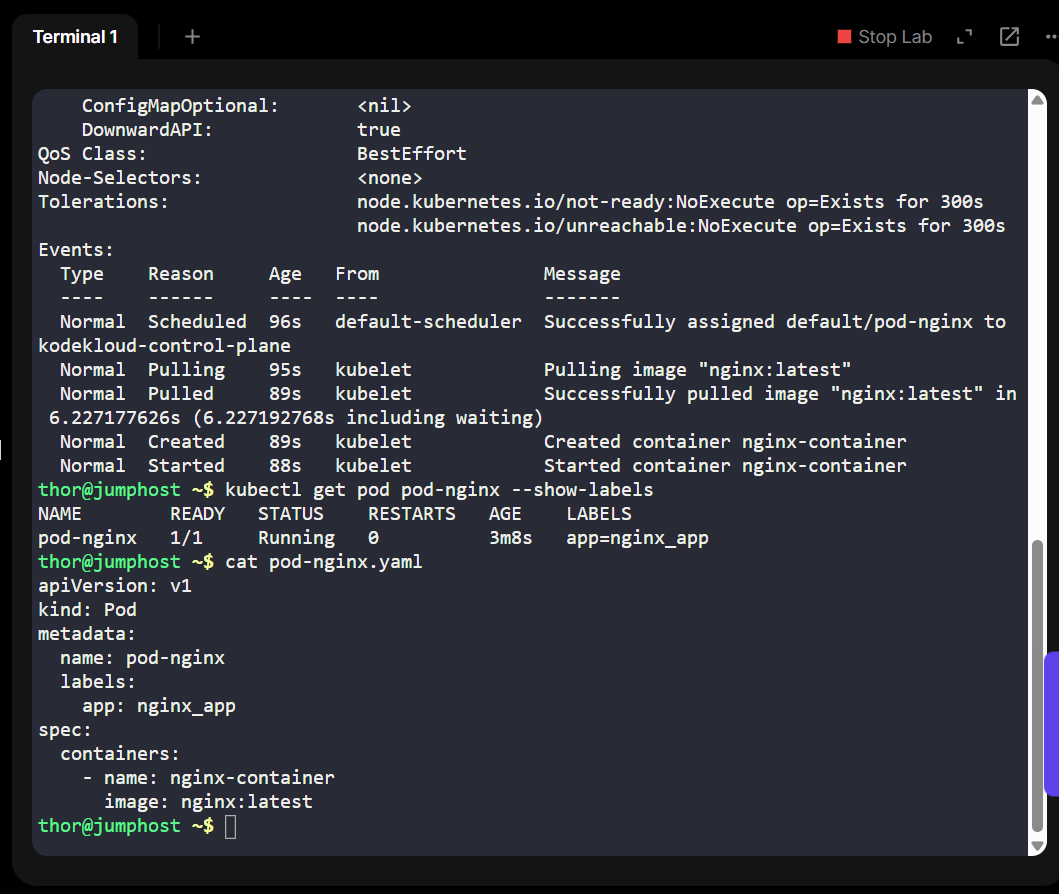 Terminal 1
+
Stop Lab
ConfigMapOptional: <nil>
DownwardAPI: true
QoS Class: BestEffort
Node-Selectors: <none>
Tolerations: node.kubernetes.io/not-ready:NoExecute op=Exists for 300s
node.kubernetes.io/unreachable:NoExecute op=Exists for 300s
Events:
Type Reason Age From Message
---- ------ ---- ---- -------
Normal Scheduled 96s default-scheduler Successfully assigned default/pod-nginx to
kodekloud-control-plane
Normal Pulling 95s kubelet Pulling image "nginx:latest"
Normal Pulled 89s kubelet Successfully pulled image "nginx:latest" in
6.227177626s (6.227192768s including waiting)
Normal Created 89s kubelet Created container nginx-container
Normal Started 88s kubelet Started container nginx-container
thor@jumphost ~$ kubectl get pod pod-nginx --show-labels
NAME READY STATUS RESTARTS AGE LABELS
pod-nginx 1/1 Running 0 3m8s app=nginx_app
thor@jumphost ~$ cat pod-nginx.yaml
apiVersion: v1
kind: Pod
metadata:
  name: pod-nginx
  labels:
    app: nginx_app
spec:
  containers:
    - name: nginx-container
      image: nginx:latest
thor@jumphost ~$